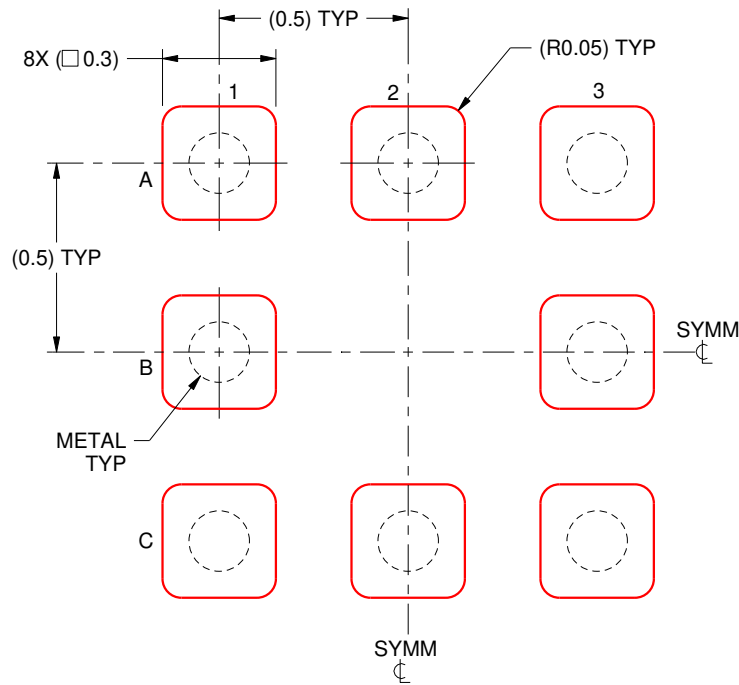 (0.5) TYP
8X (□ 0.3)
(R0.05) TYP
1
2
3
A
(0.5) TYP
SYMM
℄
B
METAL
TYP
C
SYMM
℄